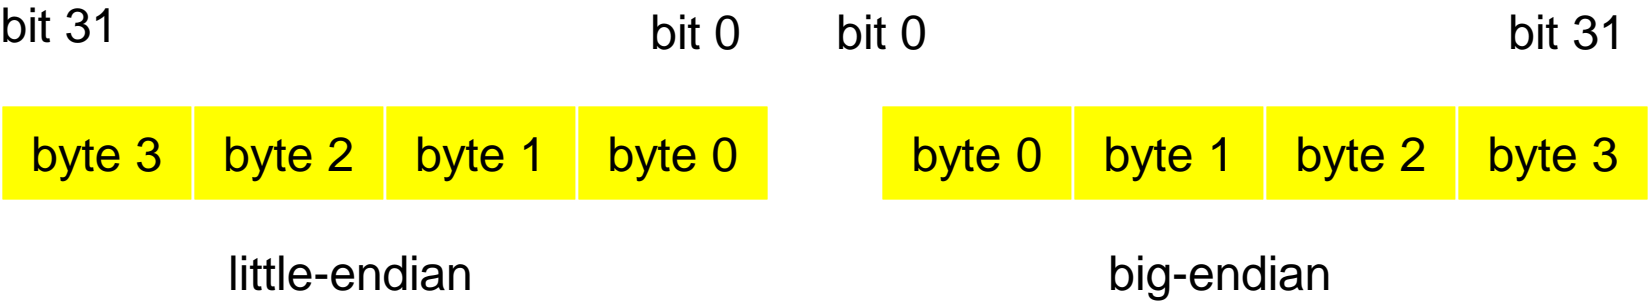 bit 31 bit 0 bit 0 bit 31
byte 3 byte 2 byte 1 byte 0 byte 0 byte 1 byte 2 byte 3
little-endian big-endian